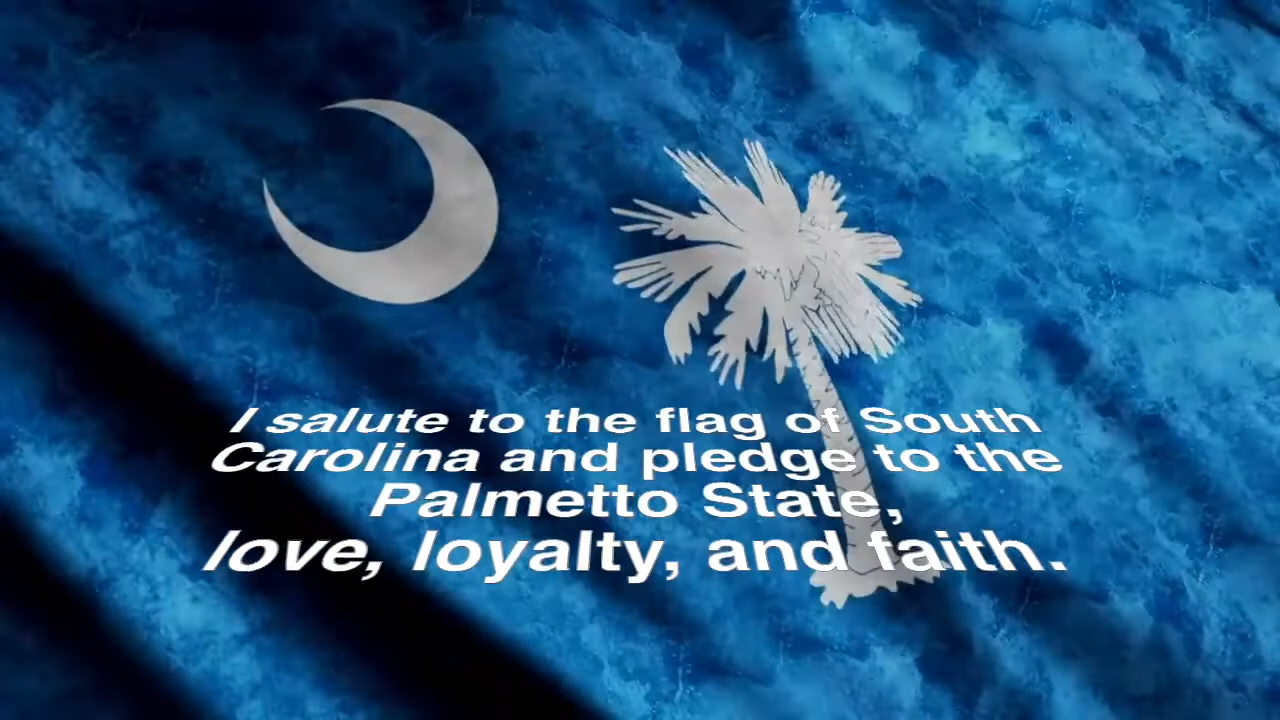 I salute to the flag of South
Carolina and pledge to the
Palmetto State,
love, loyalty, and faith.